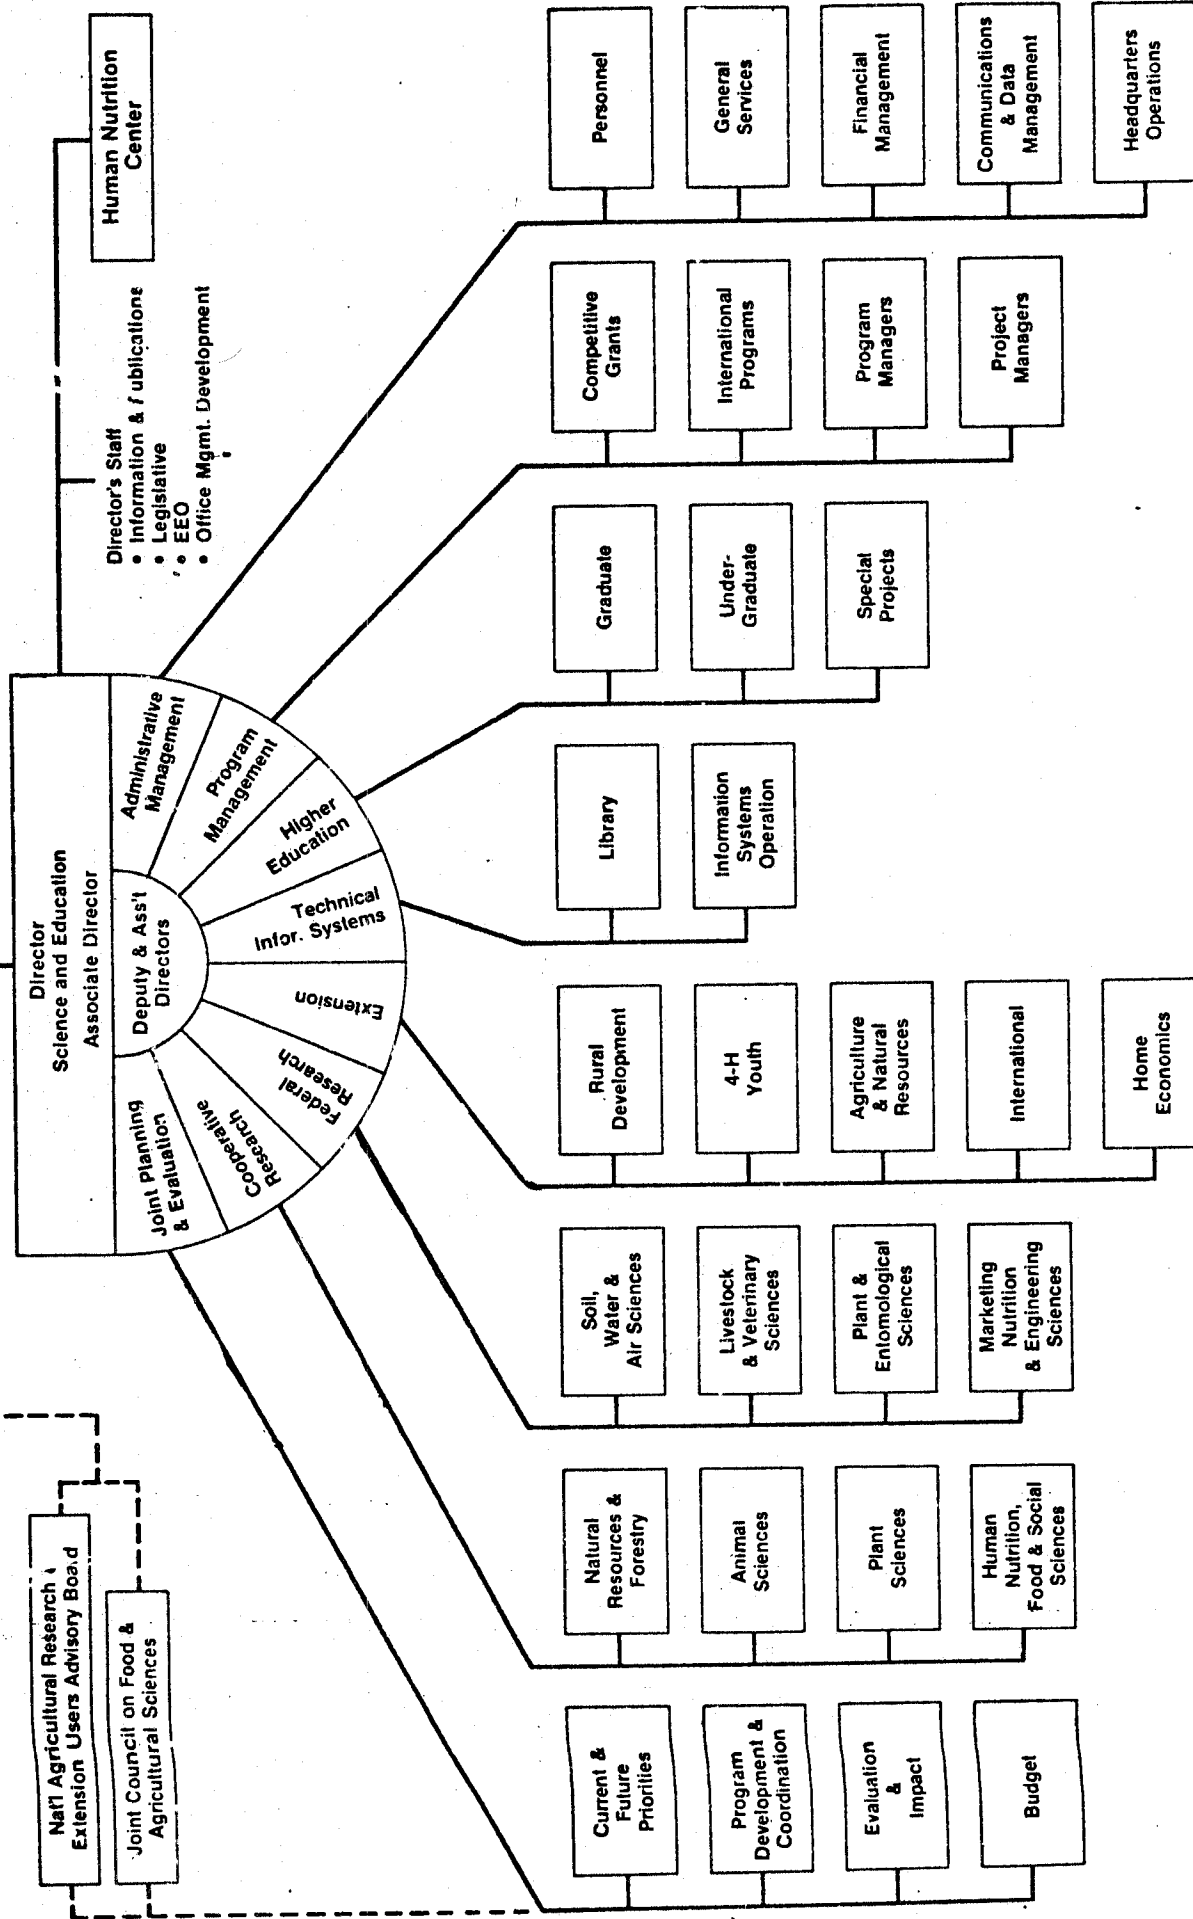 Nat'l Agricultural Research &
Extension Users Advisory Board
Joint Council on Food &
Agricultural Sciences
Director
Science and Education
Associate Director
Deputy & Ass't
Directors
Human Nutrition
Center
Director's Staff
• Information & Publications
• Legislative
• EEO
• Office Mgmt. Development
Joint Planning
& Evaluation
Cooperative
Research
Federal
Research
Extension
Technical
Infor. Systems
Higher
Education
Program
Management
Administrative
Management
Current &
Future
Priorities
Program
Development &
Coordination
Evaluation
&
Impact
Budget
Natural
Resources &
Forestry
Animal
Sciences
Plant
Sciences
Human
Nutrition,
Food & Social
Sciences
Soil,
Water &
Air Sciences
Livestock
& Veterinary
Sciences
Plant &
Entomological
Sciences
Marketing
Nutrition
& Engineering
Sciences
Rural
Development
4-H
Youth
Agriculture
& Natural
Resources
International
Home
Economics
Library
Information
Systems
Operation
Graduate
Under-
Graduate
Special
Projects
Competitive
Grants
International
Programs
Program
Managers
Project
Managers
Personnel
General
Services
Financial
Management
Communications
& Data
Management
Headquarters
Operations